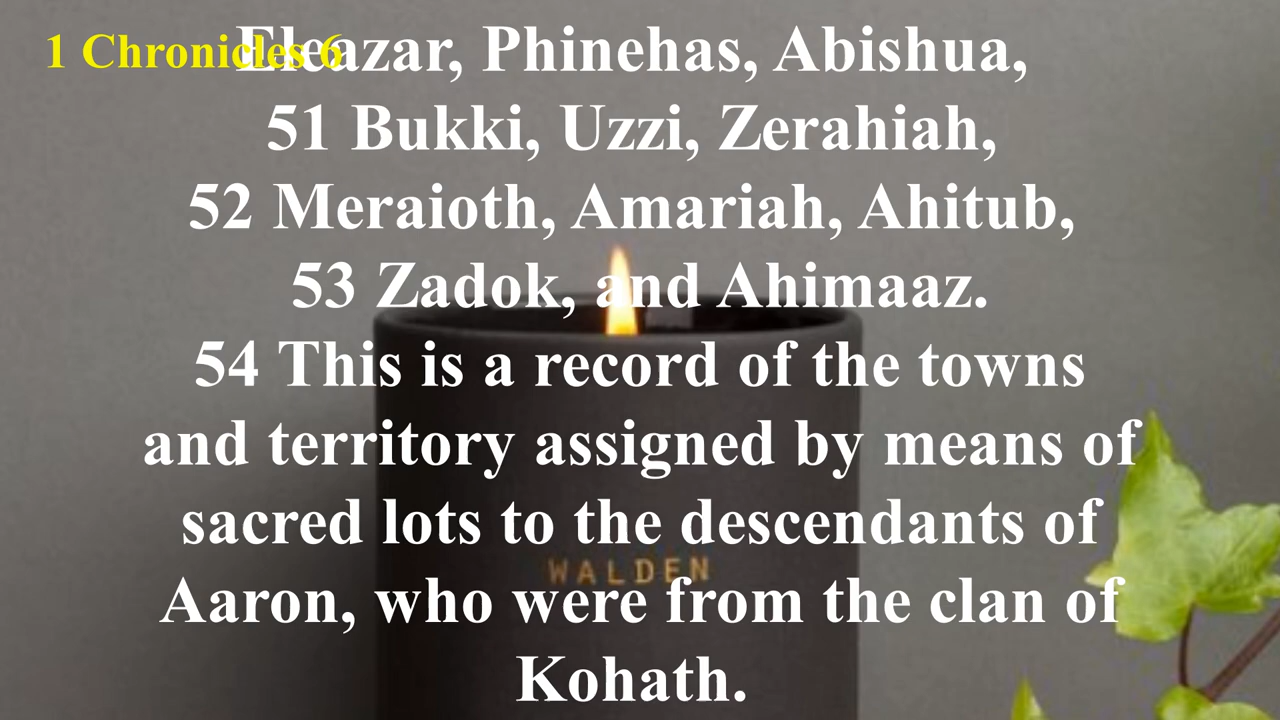 1 Chronicles 6
Eleazar, Phinehas, Abishua,
51 Bukki, Uzzi, Zerahiah,
52 Meraioth, Amariah, Ahitub,
53 Zadok, and Ahimaaz.
54 This is a record of the towns
and territory assigned by means of
sacred lots to the descendants of
WALDEN
Aaron, who were from the clan of
Kohath.